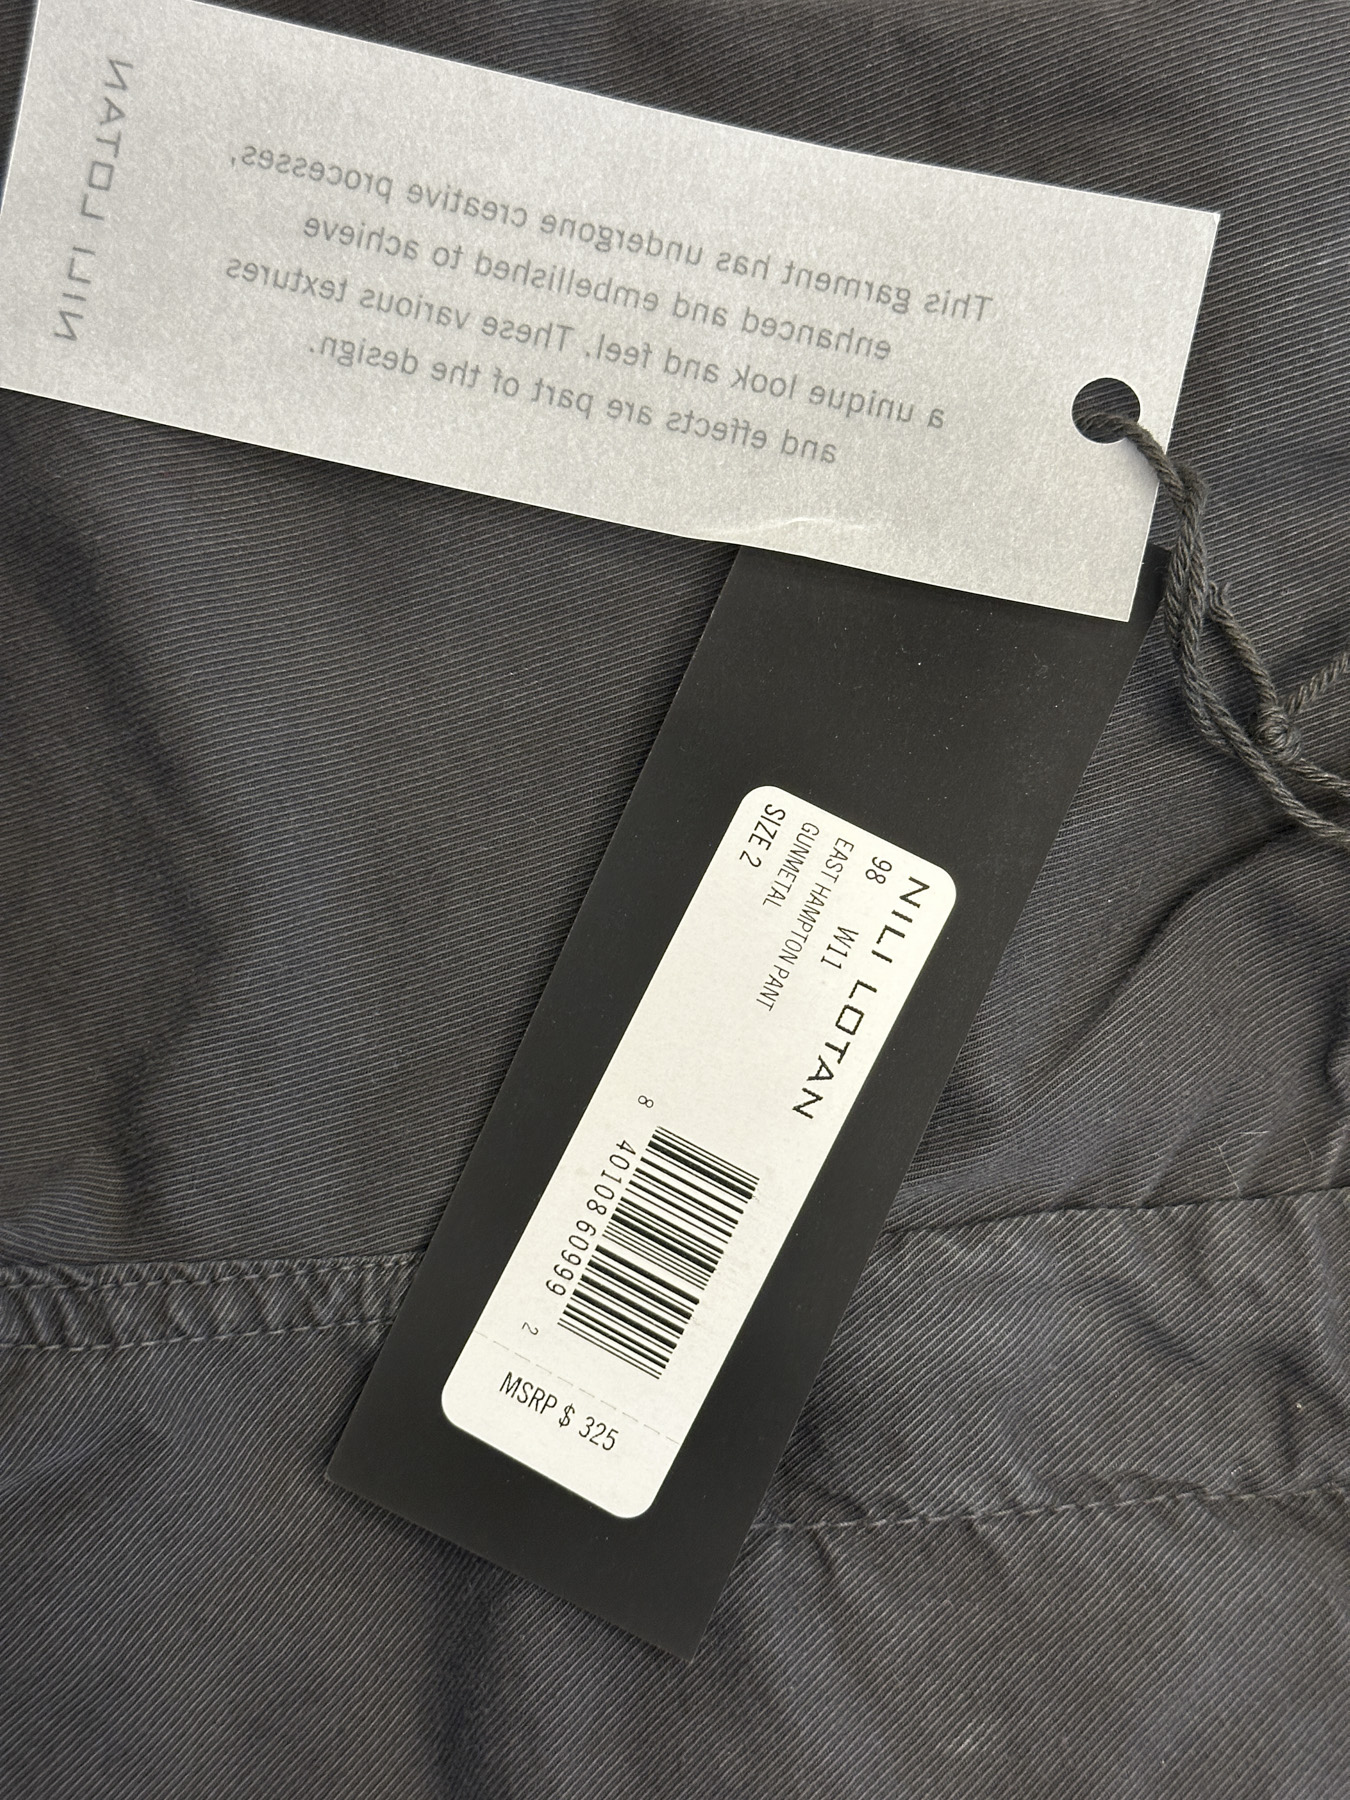 NILI LOTAN
This garment has undergone creative processes,
enhanced and embellished to achieve
a unique look and feel. These various textures
and effects are part of the design.
NILI LOTAN
98 W11
EAST HAMPTON PANT
GUNMETAL
SIZE 2
8 40108 60999 2
MSRP $ 325